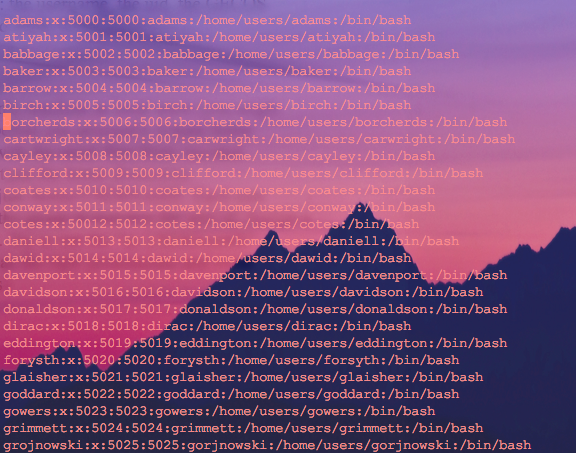 adams:x:5000:5000:adams:/home/users/adams:/bin/bash
atiyah:x:5001:5001:atiyah:/home/users/atiyah:/bin/bash
babbage:x:5002:5002:babbage:/home/users/babbage:/bin/bash
baker:x:5003:5003:baker:/home/users/baker:/bin/bash
barrow:x:5004:5004:barrow:/home/users/barrow:/bin/bash
birch:x:5005:5005:birch:/home/users/birch:/bin/bash
borcherds:x:5006:5006:borcherds:/home/users/borcherds:/bin/bash
cartwright:x:5007:5007:carwright:/home/users/carwright:/bin/bash
cayley:x:5008:5008:cayley:/home/users/cayley:/bin/bash
clifford:x:5009:5009:clifford:/home/users/clifford:/bin/bash
coates:x:5010:5010:coates:/home/users/coates:/bin/bash
conway:x:5011:5011:conway:/home/users/conway:/bin/bash
cotes:x:50012:5012:cotes:/home/users/cotes:/bin/bash
daniell:x:5013:5013:daniell:/home/users/daniell:/bin/bash
dawid:x:5014:5014:dawid:/home/users/dawid:/bin/bash
davenport:x:5015:5015:davenport:/home/users/davenport:/bin/bash
davidson:x:5016:5016:davidson:/home/users/davidson:/bin/bash
donaldson:x:5017:5017:donaldson:/home/users/donaldson:/bin/bash
dirac:x:5018:5018:dirac:/home/users/dirac:/bin/bash
eddington:x:5019:5019:eddington:/home/users/eddington:/bin/bash
forysth:x:5020:5020:forysth:/home/users/forsyth:/bin/bash
glaisher:x:5021:5021:glaisher:/home/users/glaisher:/bin/bash
goddard:x:5022:5022:goddard:/home/users/goddard:/bin/bash
gowers:x:5023:5023:gowers:/home/users/gowers:/bin/bash
grimmett:x:5024:5024:grimmett:/home/users/grimmett:/bin/bash
grojnowski:x:5025:5025:gorjnowski:/home/users/gorjnowski:/bin/bash